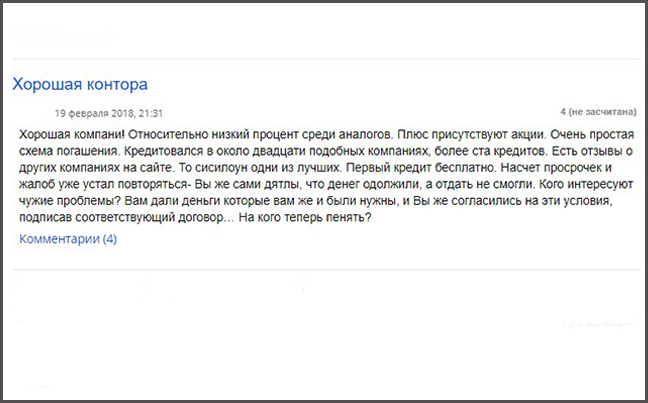 Хорошая контора
19 февраля 2018, 21:31
4 (не засчитана)
Хорошая компани! Относительно низкий процент среди аналогов. Плюс присутствуют акции. Очень простая
схема погашения. Кредитовался в около двадцати подобных компаниях, более ста кредитов. Есть отзывы о
других компаниях на сайте. То сисилоун одни из лучших. Первый кредит бесплатно. Насчет просрочек и
жалоб уже устал повторяться- Вы же сами дятлы, что денег одолжили, а отдать не смогли. Кого интересуют
чужие проблемы? Вам дали деньги которые вам же и были нужны, и Вы же согласились на эти условия,
подписав соответствующий договор... На кого теперь пенять?
Комментарии (4)